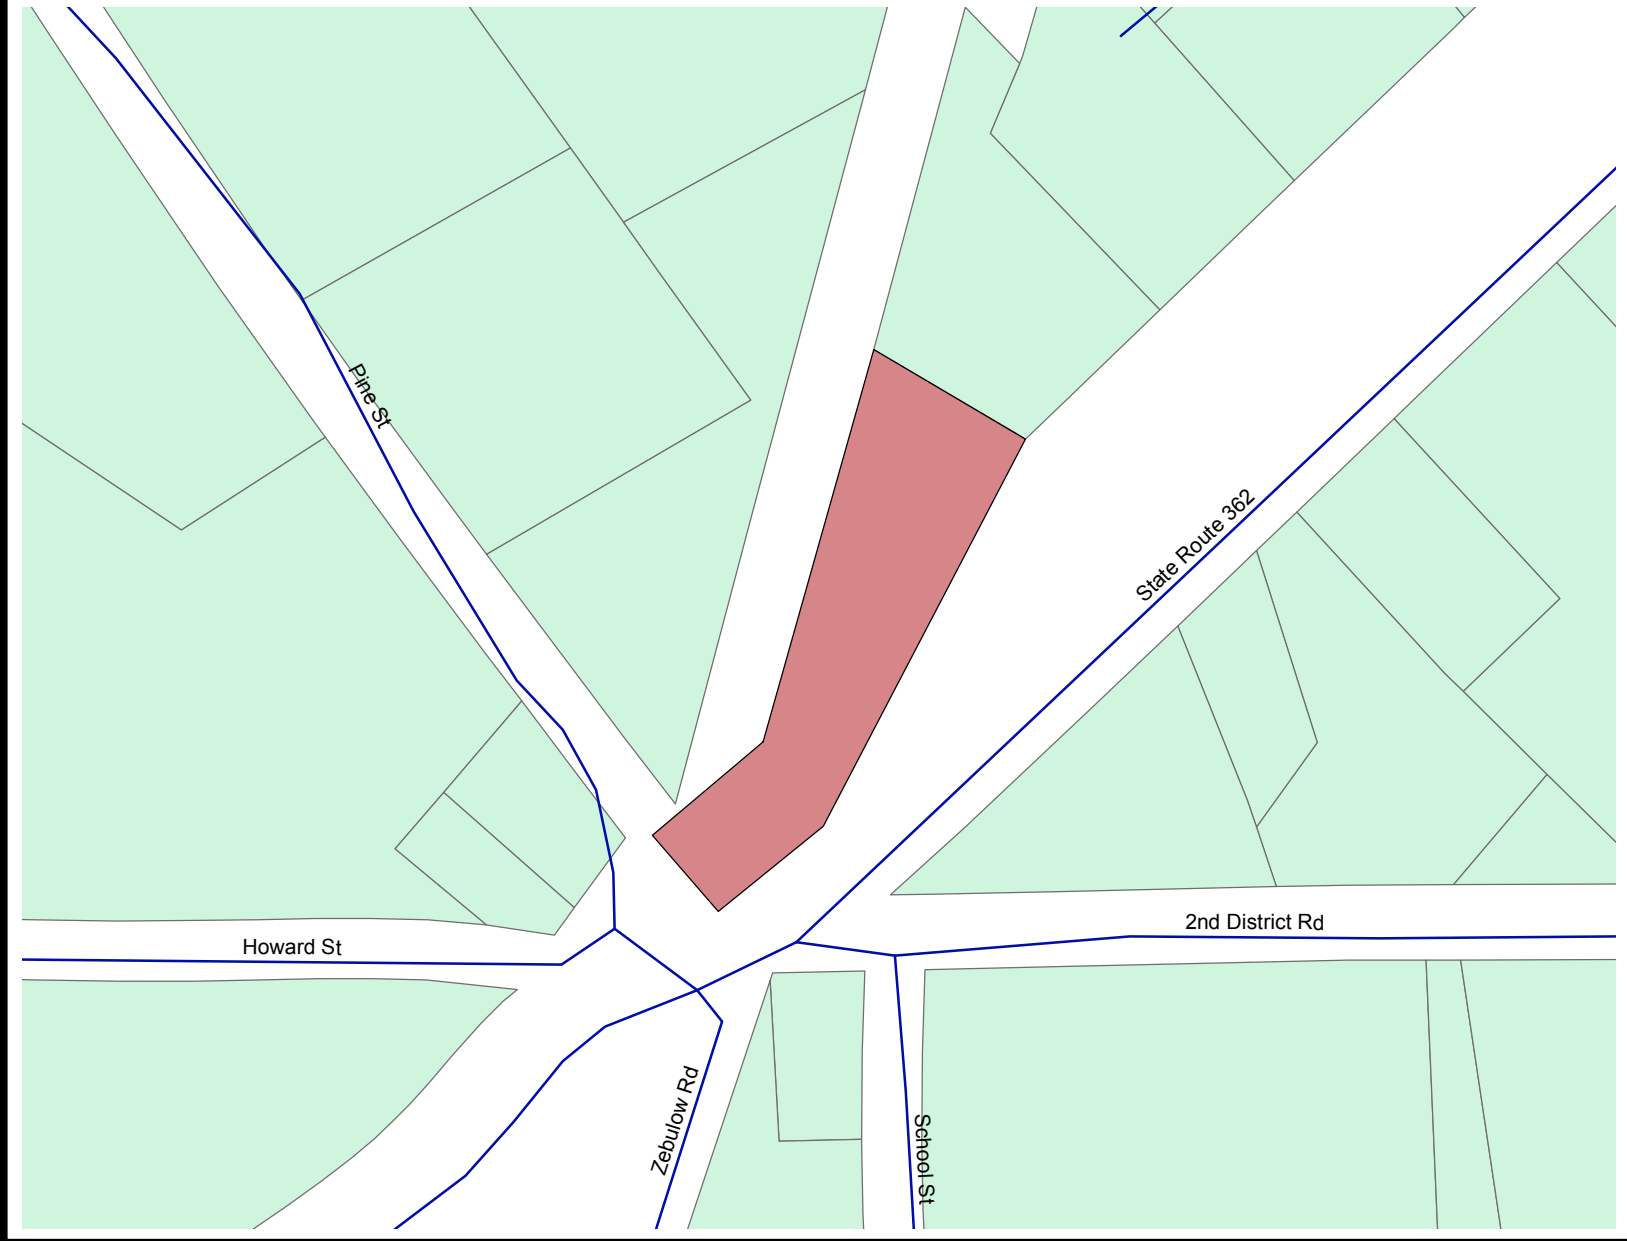 Pine St
State Route 362
2nd District Rd
Howard St
Zebulow Rd
School St